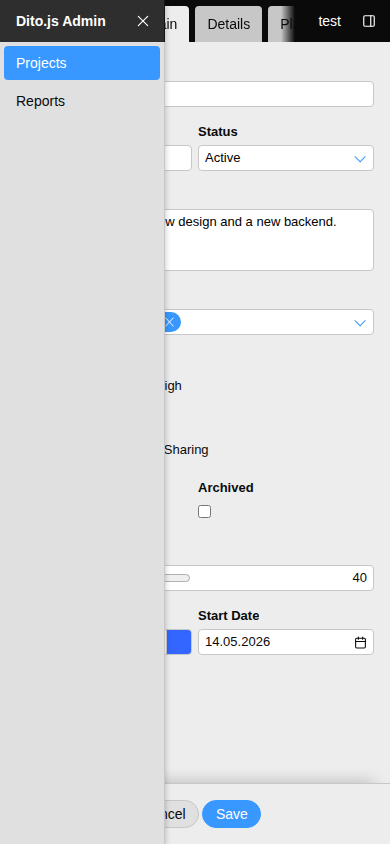 Dito.js Admin
Details
test
Projects
Reports
Status
Active
w design and a new backend.
igh
Sharing
Archived
40
Start Date
14.05.2026
Save